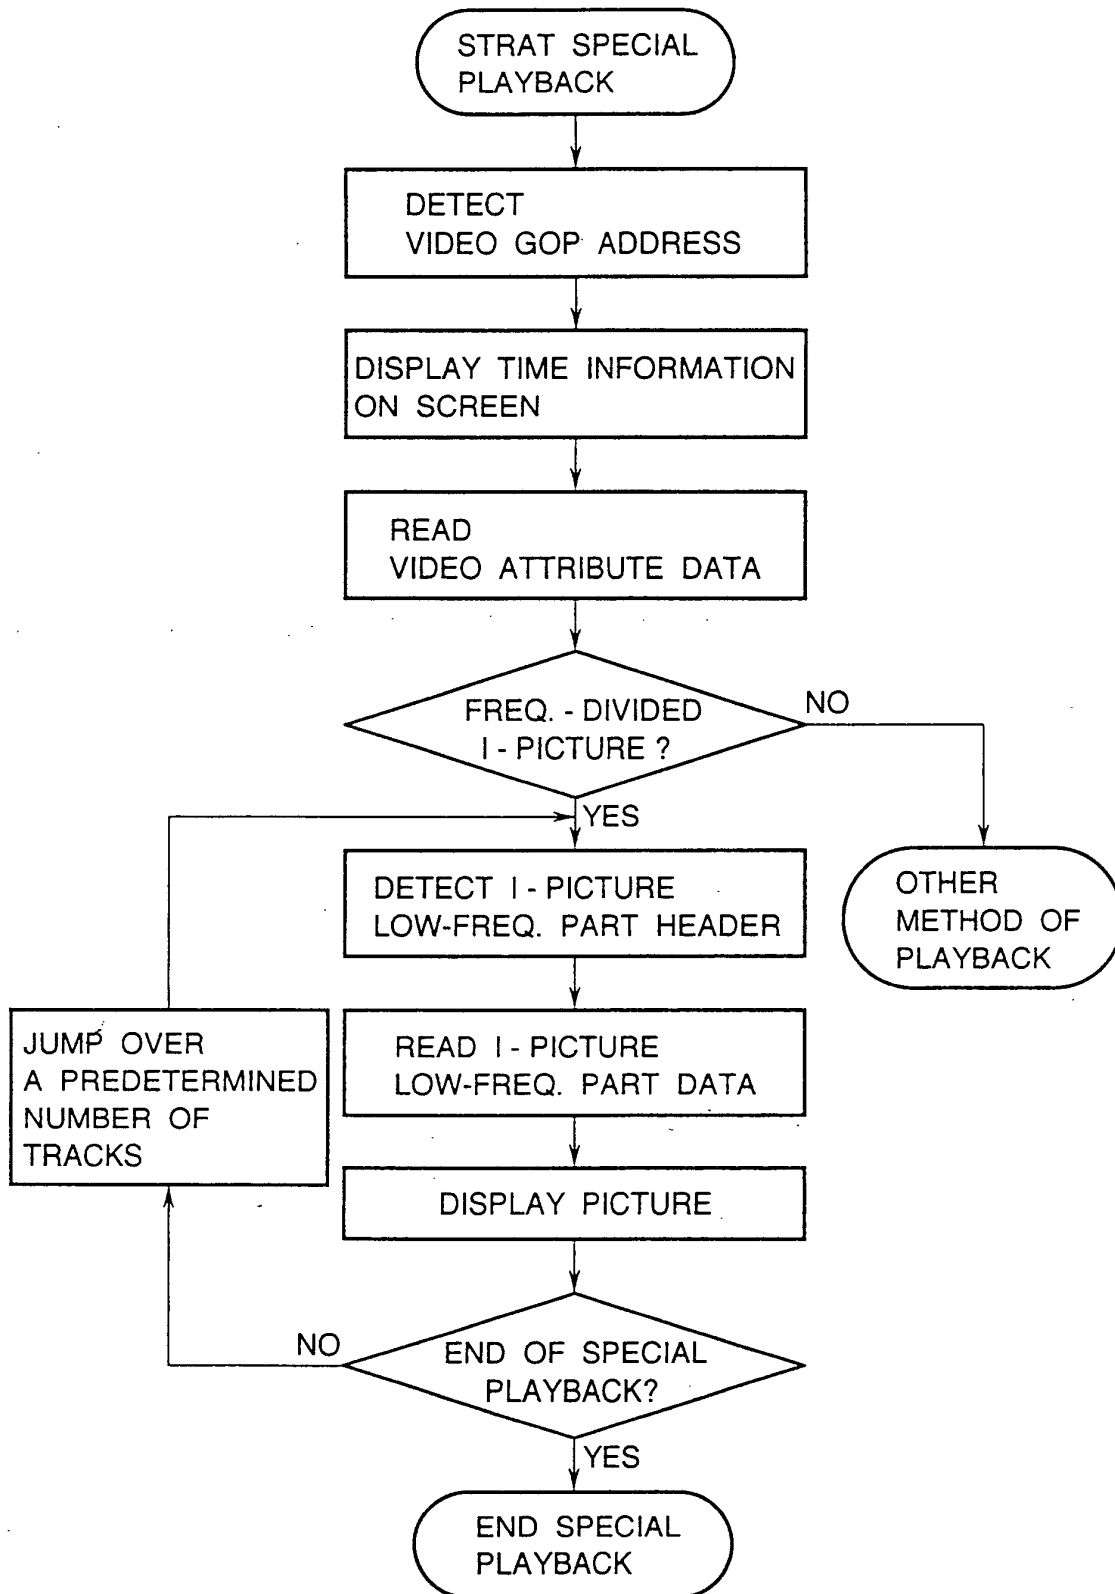 STRAT SPECIAL
PLAYBACK
DETECT
VIDEO GOP ADDRESS
DISPLAY TIME INFORMATION
ON SCREEN
READ
VIDEO ATTRIBUTE DATA
FREQ. - DIVIDED
I - PICTURE ?
NO
YES
DETECT I - PICTURE
LOW-FREQ. PART HEADER
OTHER
METHOD OF
PLAYBACK
JUMP OVER
A PREDETERMINED
NUMBER OF
TRACKS
READ I - PICTURE
LOW-FREQ. PART DATA
DISPLAY PICTURE
NO
END OF SPECIAL
PLAYBACK?
YES
END SPECIAL
PLAYBACK